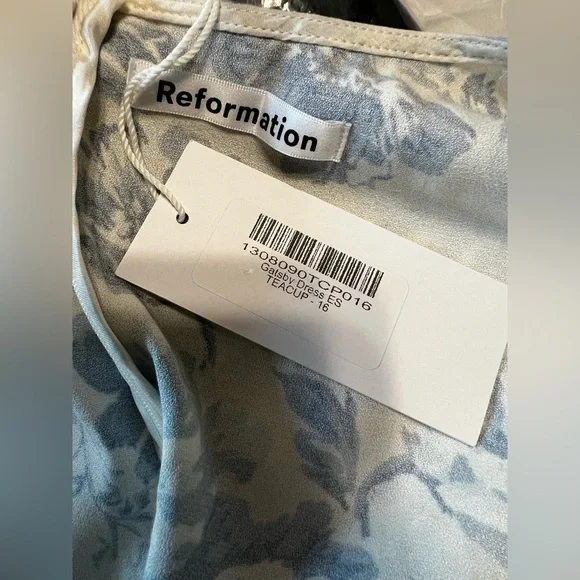 Reformation
1308090TCP016
Gatsby Dress ES
TEACUP - 16